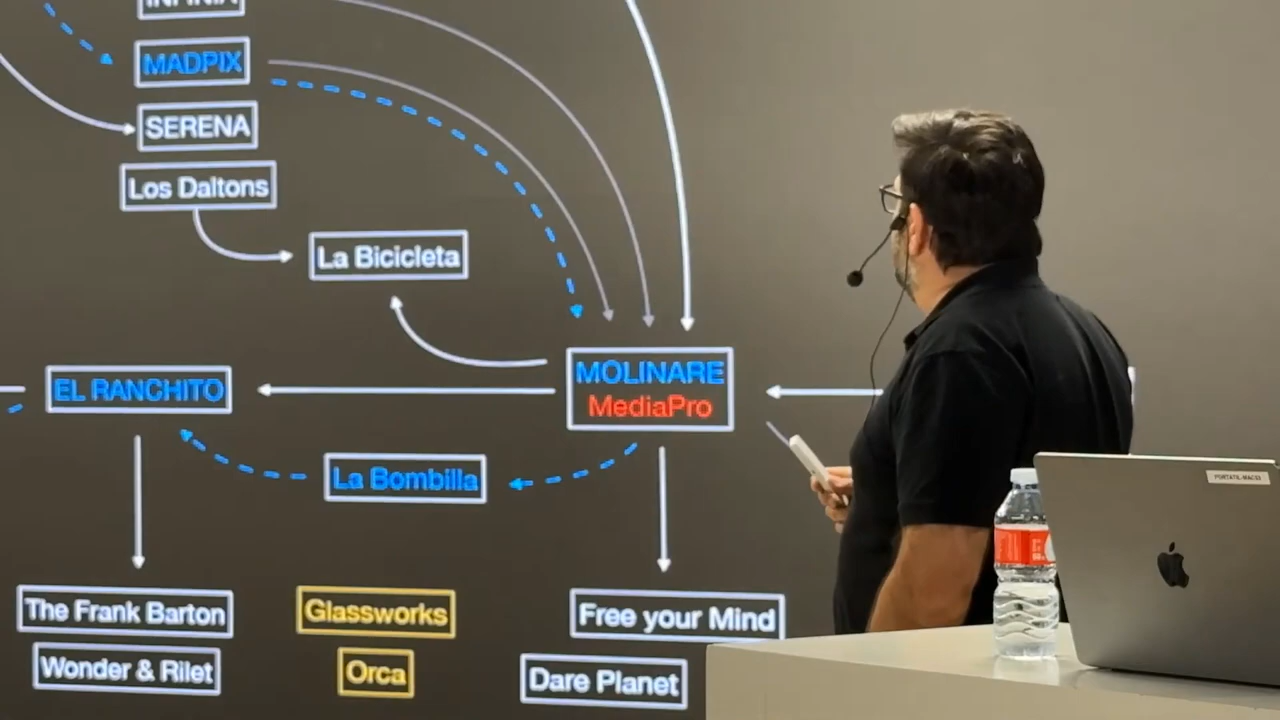 INFINIA
MADPIX
SERENA
Los Daltons
La Bicicleta
MOLINARE
MediaPro
EL RANCHITO
La Bombilla
The Frank Barton
Wonder & Rilet
Glassworks
Orca
Free your Mind
Dare Planet